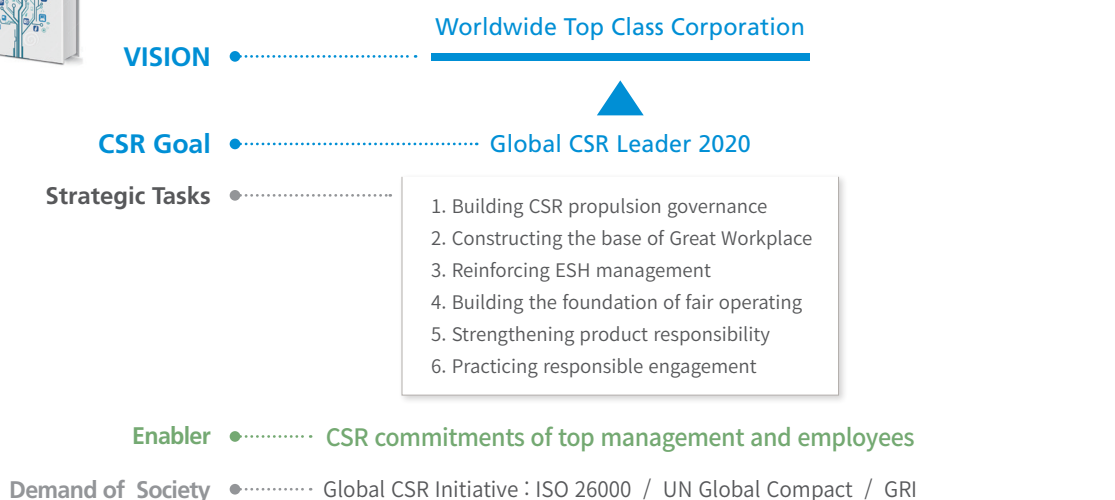 Worldwide Top Class Corporation
VISION
CSR Goal
Global CSR Leader 2020
Strategic Tasks
1. Building CSR propulsion governance
2. Constructing the base of Great Workplace
3. Reinforcing ESH management
4. Building the foundation of fair operating
5. Strengthening product responsibility
6. Practicing responsible engagement
Enabler
CSR commitments of top management and employees
Demand of Society
Global CSR Initiative : ISO 26000 / UN Global Compact / GRI